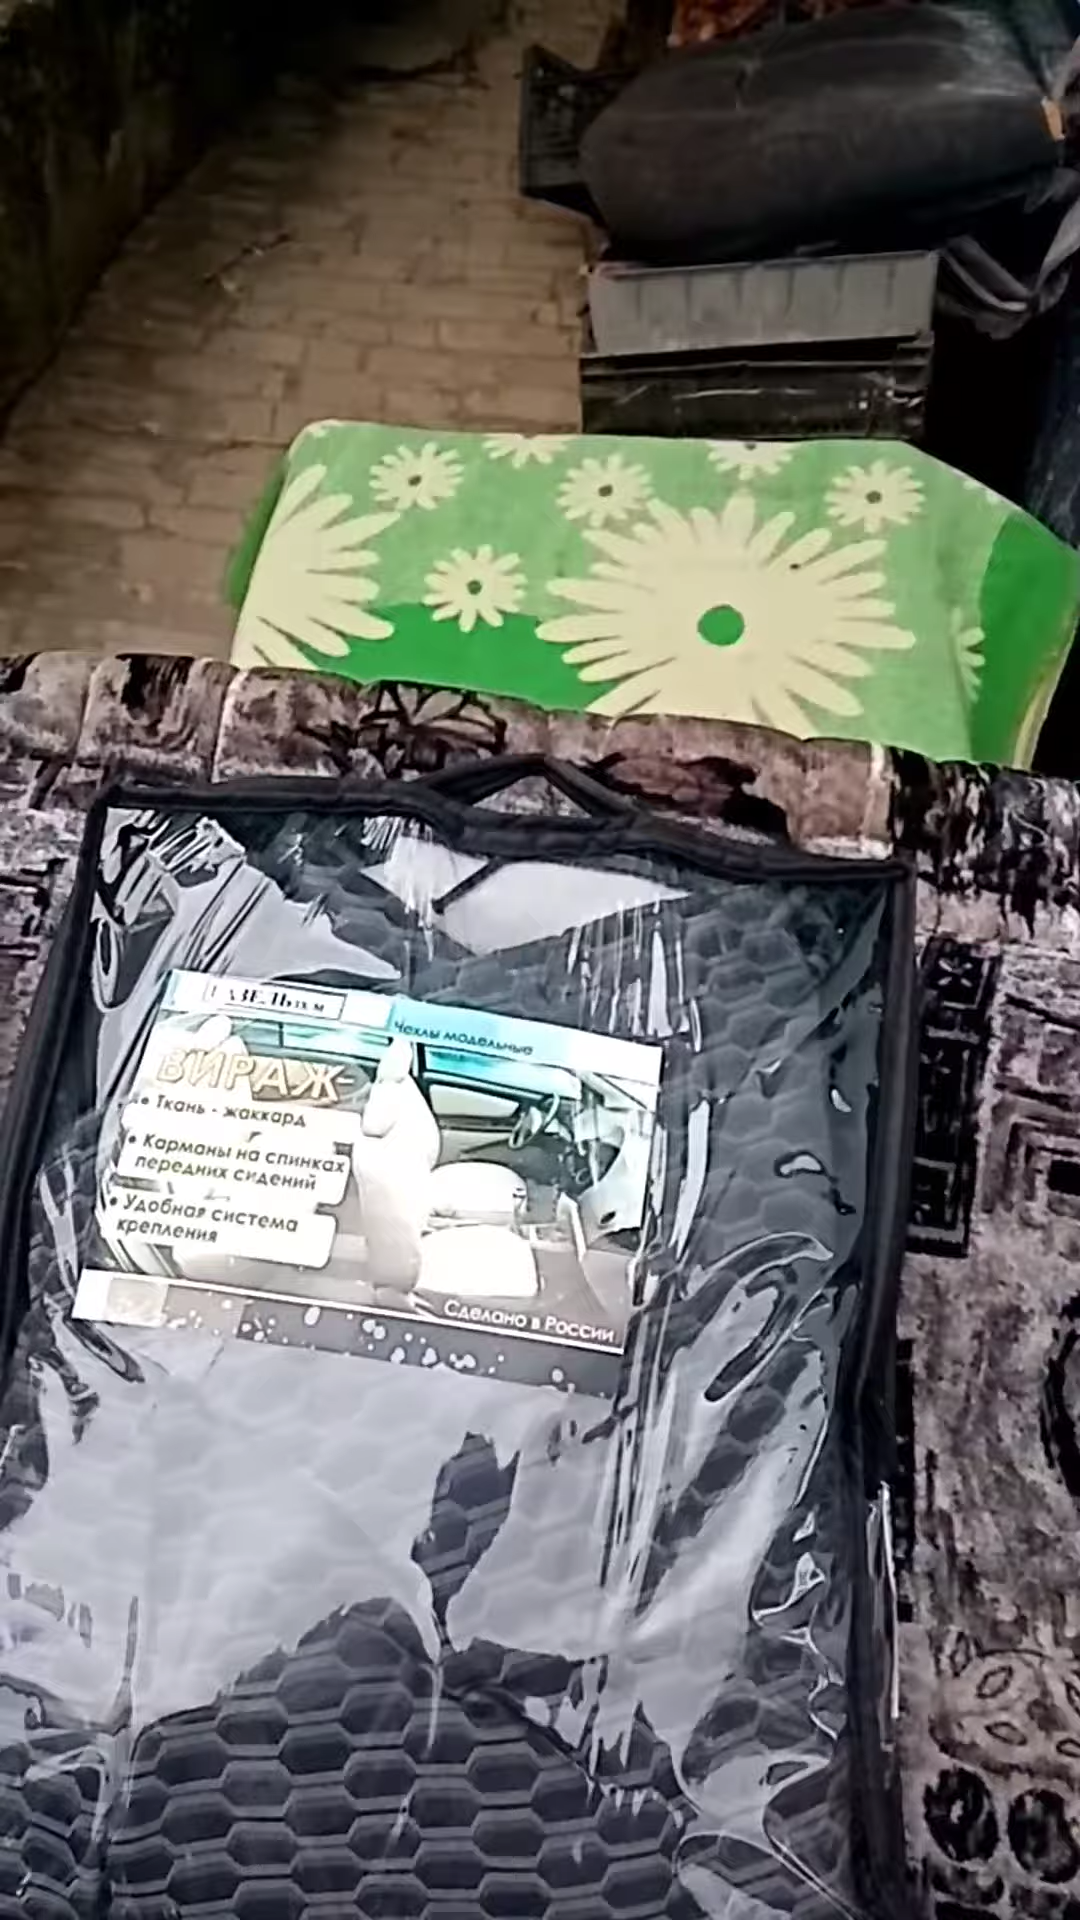 ГАЗЕЛЬ
Чехлы модельные
ВИРАЖ
• Ткань - жаккард
• Карманы на спинках
передних сидений
• Удобная система
крепления
Сделано в России